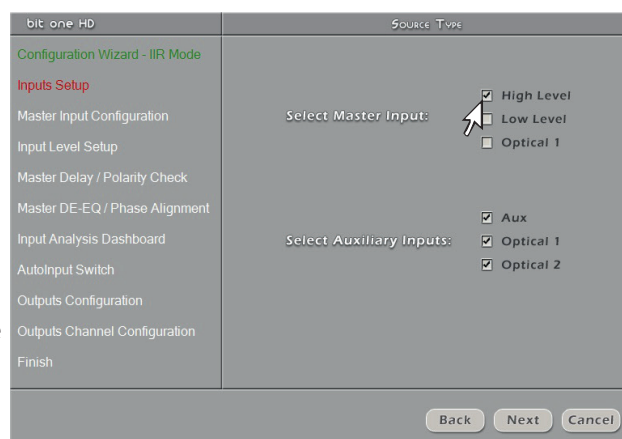 bit one HD
Source Type
Configuration Wizard - IIR Mode
Inputs Setup
Master Input Configuration
Input Level Setup
Master Delay / Polarity Check
Master DE-EQ / Phase Alignment
Input Analysis Dashboard
AutoInput Switch
Outputs Configuration
Outputs Channel Configuration
Finish
Select Master Input:
High Level
Low Level
Optical 1
Select Auxiliary Inputs:
Aux
Optical 1
Optical 2
Back
Next
Cancel